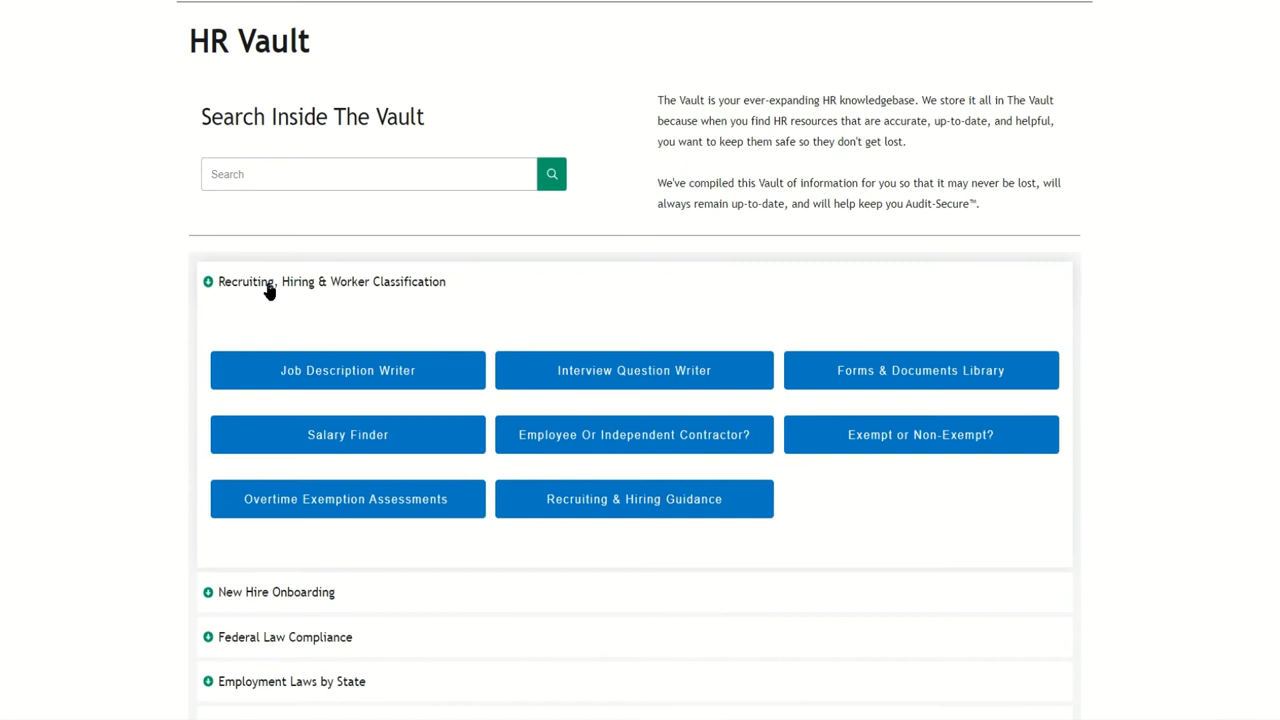 HR Vault
Search Inside The Vault
Search
The Vault is your ever-expanding HR knowledgebase. We store it all in The Vault
because when you find HR resources that are accurate, up-to-date, and helpful,
you want to keep them safe so they don't get lost.
We've compiled this Vault of information for you so that it may never be lost, will
always remain up-to-date, and will help keep you Audit-Secure™.
Recruiting, Hiring & Worker Classification
Job Description Writer
Interview Question Writer
Forms & Documents Library
Salary Finder
Employee Or Independent Contractor?
Exempt or Non-Exempt?
Overtime Exemption Assessments
Recruiting & Hiring Guidance
New Hire Onboarding
Federal Law Compliance
Employment Laws by State